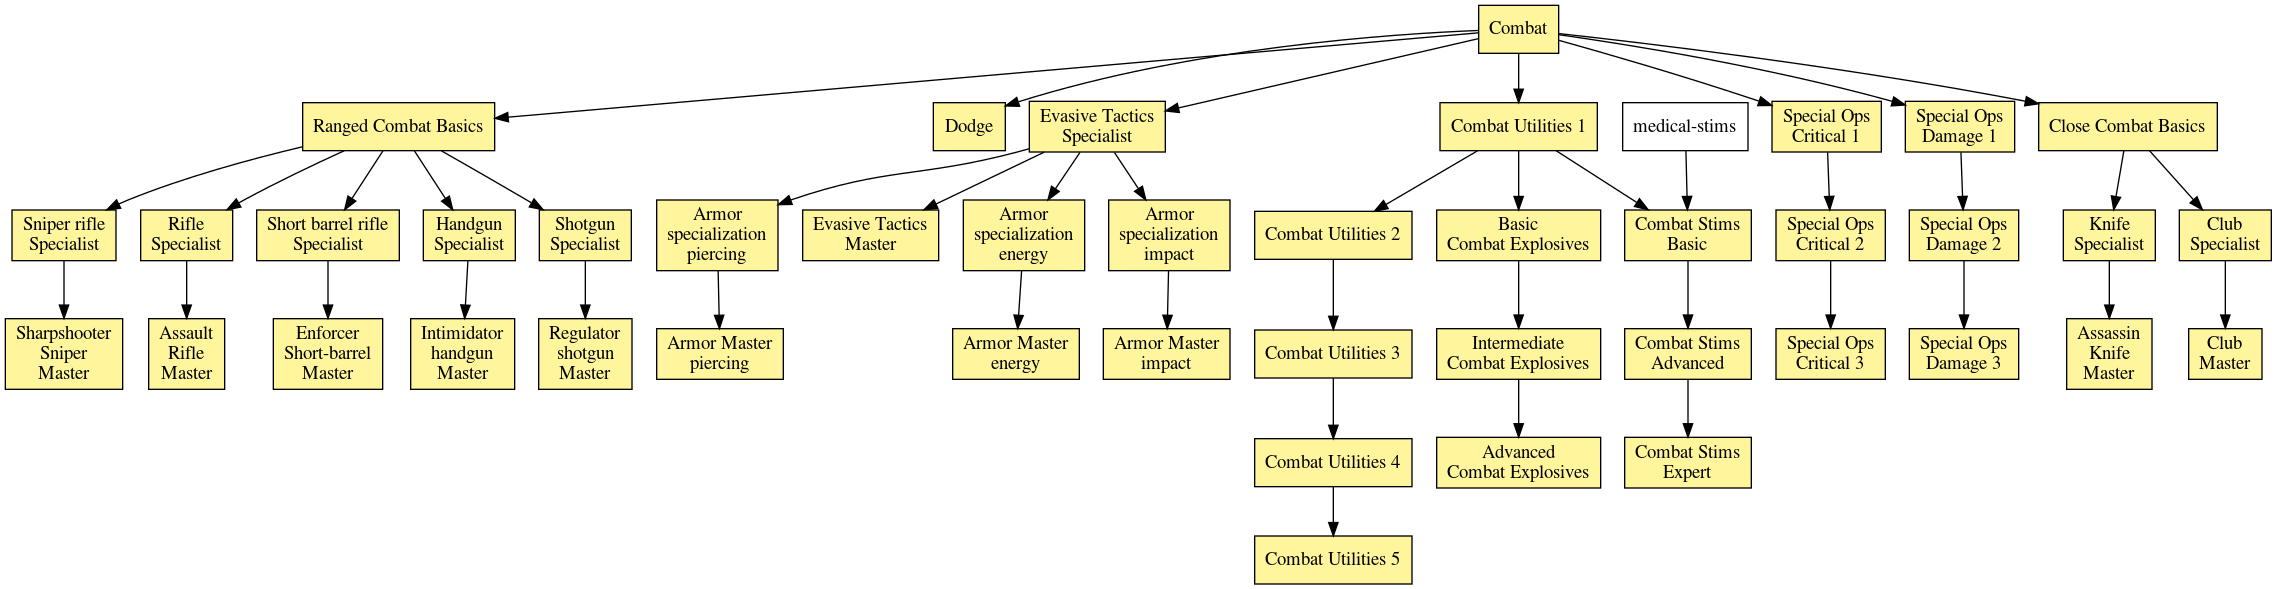 Combat
Ranged Combat Basics
Dodge
Evasive Tactics
Specialist
Combat Utilities 1
medical-stims
Special Ops
Critical 1
Special Ops
Damage 1
Close Combat Basics
Sniper rifle
Specialist
Rifle
Specialist
Short barrel rifle
Specialist
Handgun
Specialist
Shotgun
Specialist
Armor
specialization
piercing
Evasive Tactics
Master
Armor
specialization
energy
Armor
specialization
impact
Combat Utilities 2
Basic
Combat Explosives
Combat Stims
Basic
Special Ops
Critical 2
Special Ops
Damage 2
Knife
Specialist
Club
Specialist
Sharpshooter
Sniper
Master
Assault
Rifle
Master
Enforcer
Short-barrel
Master
Intimidator
handgun
Master
Regulator
shotgun
Master
Armor Master
piercing
Armor Master
energy
Armor Master
impact
Combat Utilities 3
Intermediate
Combat Explosives
Combat Stims
Advanced
Special Ops
Critical 3
Special Ops
Damage 3
Assassin
Knife
Master
Club
Master
Combat Utilities 4
Advanced
Combat Explosives
Combat Stims
Expert
Combat Utilities 5